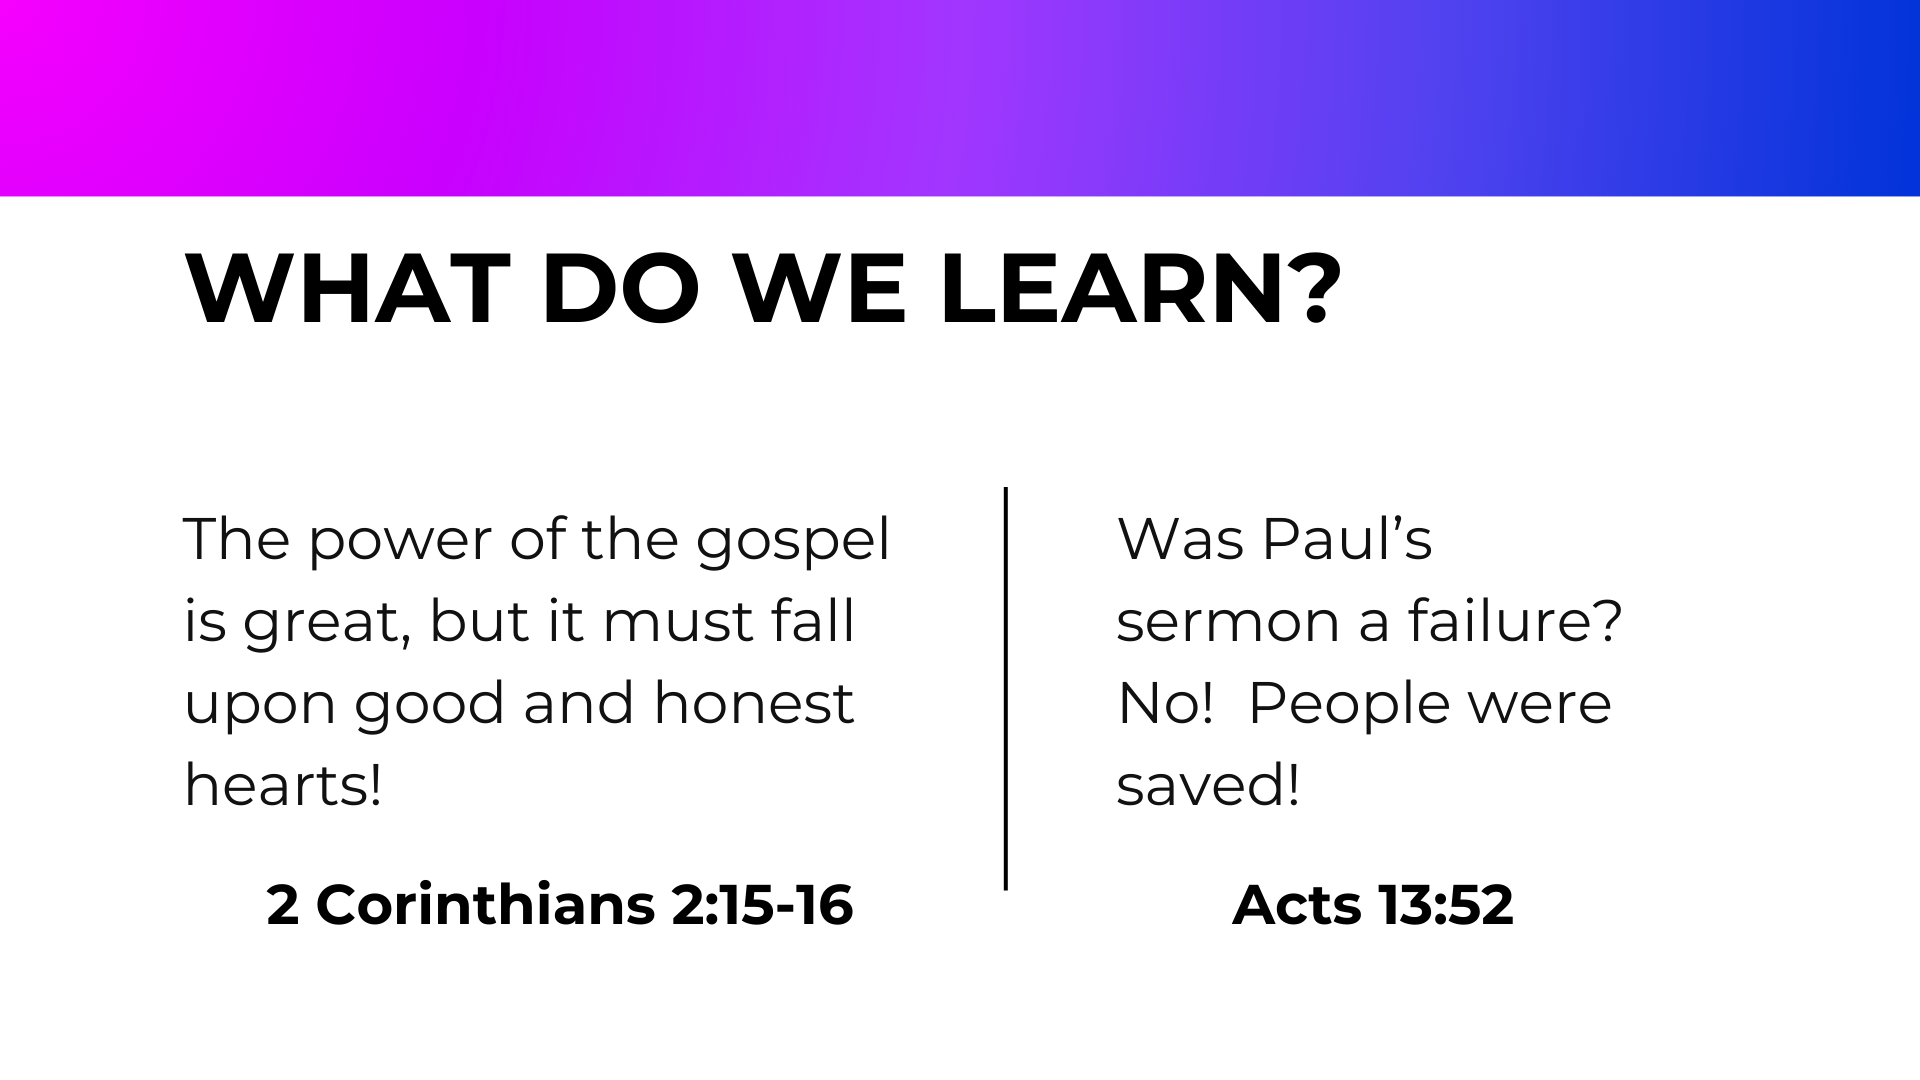 WHAT DO WE LEARN?
The power of the gospel
is great, but it must fall
upon good and honest
hearts!
2 Corinthians 2:15-16
Was Paul’s
sermon a failure?
No!  People were
saved!
Acts 13:52